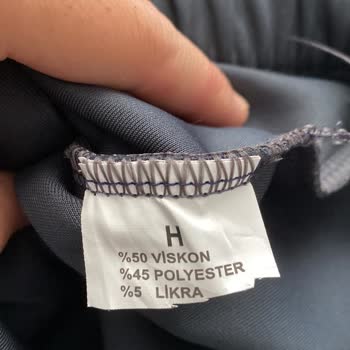 H
%50 VİSKON
%45 POLYESTER
%5 LİKRA